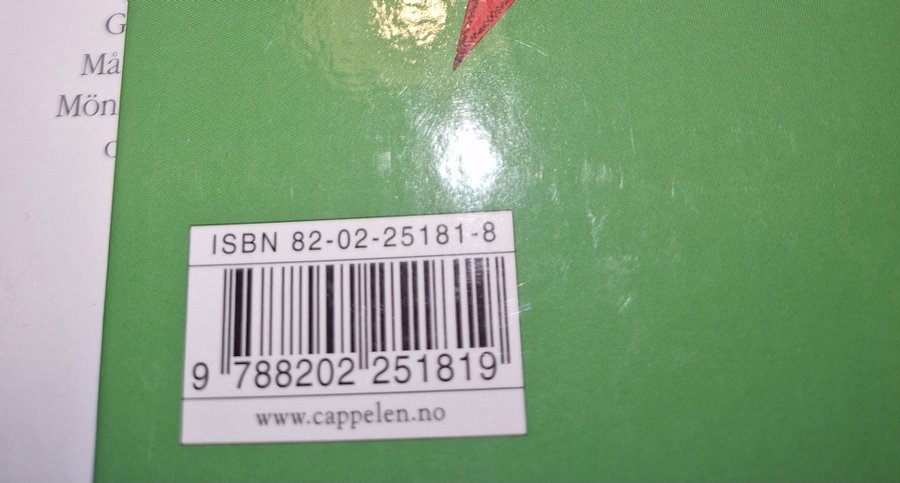 G
Må
Mön
ISBN 82-02-25181-8
9 788202 251819
www.cappelen.no